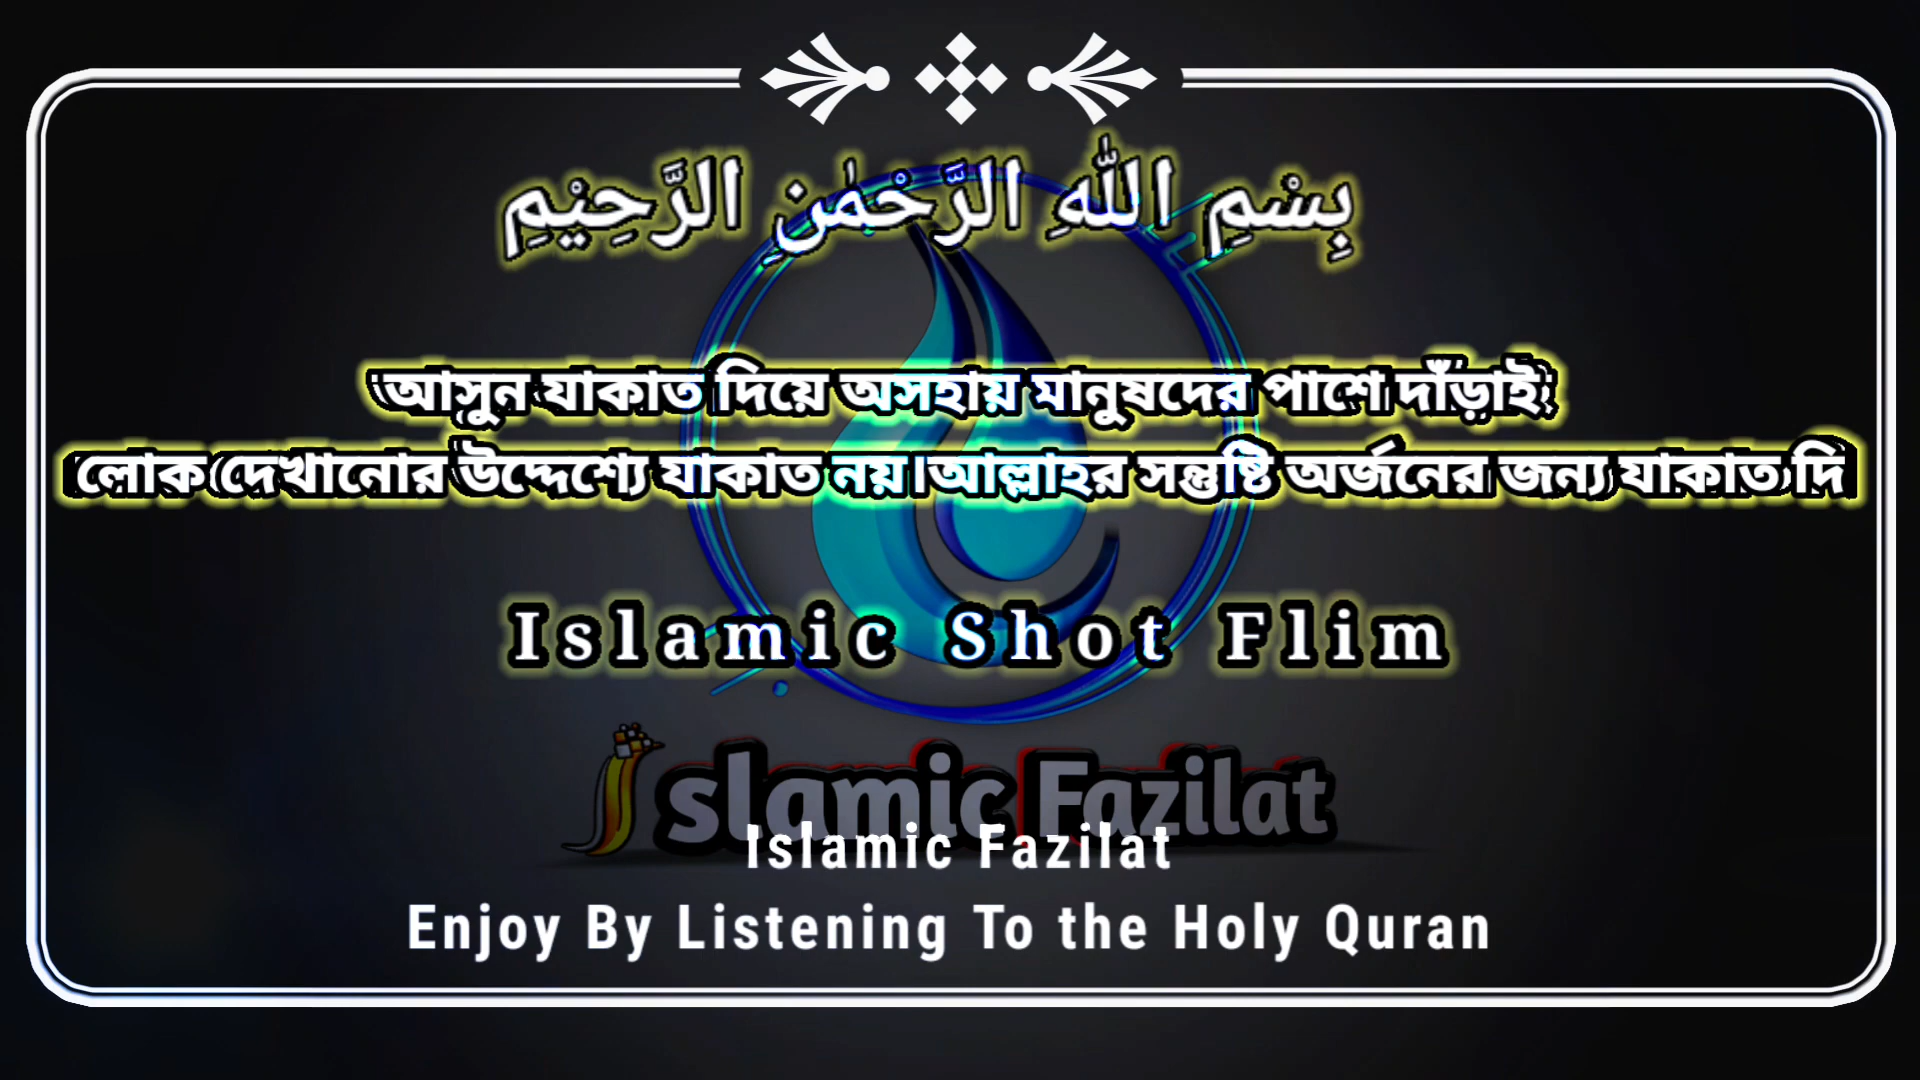 بِسْمِ اللّٰهِ الرَّحْمٰنِ الرَّحِيْمِ
আসুন যাকাত দিয়ে অসহায় মানুষদের পাশে দাঁড়াই
লোক দেখানোর উদ্দেশ্যে যাকাত নয়। আল্লাহর সন্তুষ্টি অর্জনের জন্য যাকাত দি
Islamic Shot Flim
Islamic Fazilat
Islamic Fazilat
Enjoy By Listening To the Holy Quran